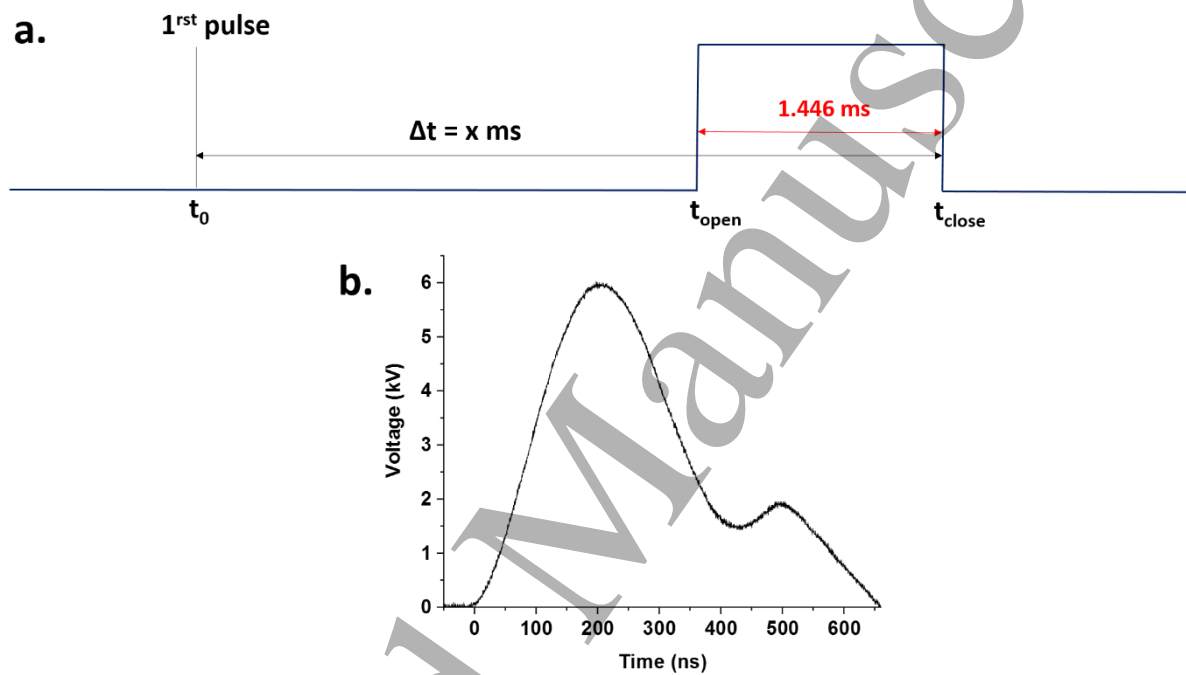 a.
1rst pulse
1.446 ms
Δt = x ms
t0
topen
tclose
b.
Voltage (kV)
6
5
4
3
2
1
0
0 100 200 300 400 500 600
Time (ns)
Manusc